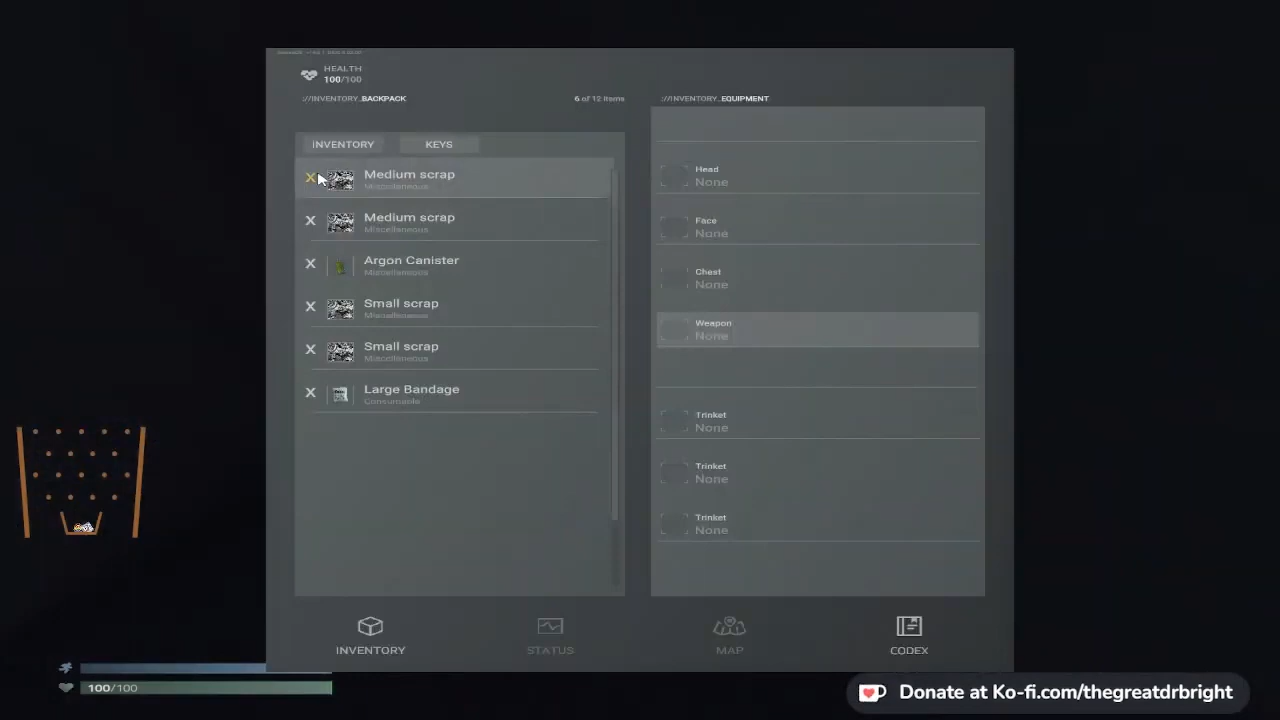 HEALTH
100/100
://INVENTORY_BACKPACK
6 of 12 Items
://INVENTORY_EQUIPMENT
INVENTORY
KEYS
X Medium scrap
Miscellaneous
X Medium scrap
Miscellaneous
X Argon Canister
Miscellaneous
X Small scrap
Miscellaneous
X Small scrap
Miscellaneous
X Large Bandage
Consumable
Head
None
Face
None
Chest
None
Weapon
None
Trinket
None
Trinket
None
Trinket
None
INVENTORY
STATUS
MAP
CODEX
100/100
Donate at Ko-fi.com/thegreatdrbright